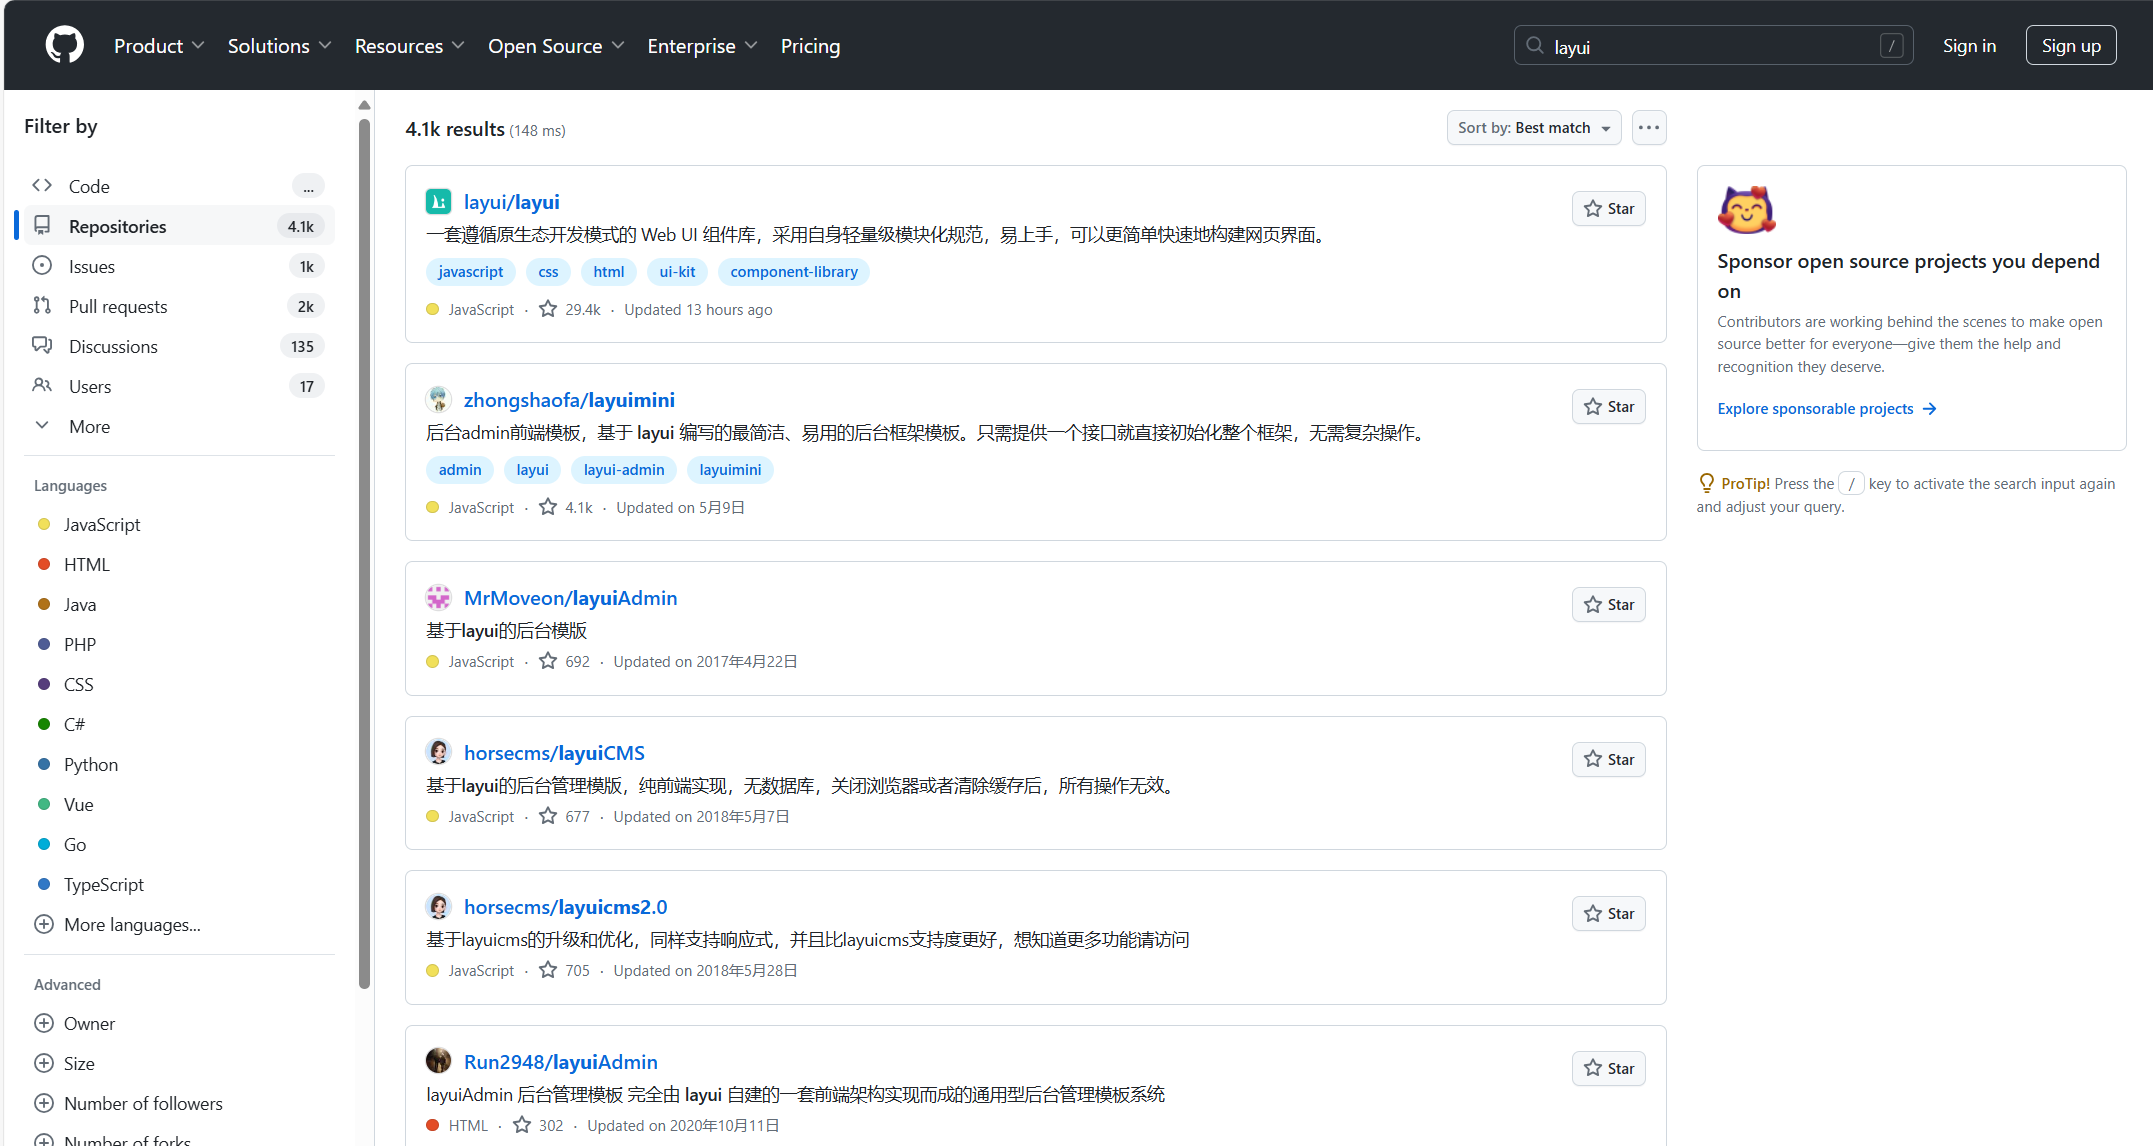 Product Solutions Resources Open Source Enterprise Pricing layui / Sign in Sign up
Filter by
Code ...
Repositories 4.1k
Issues 1k
Pull requests 2k
Discussions 135
Users 17
More
Languages
JavaScript
HTML
Java
PHP
CSS
C#
Python
Vue
Go
TypeScript
More languages...
Advanced
Owner
Size
Number of followers
Number of forks
4.1k results (148 ms)
Sort by: Best match
layui/layui
Star
一套遵循原生态开发模式的 Web UI 组件库，采用自身轻量级模块化规范，易上手，可以更简单快速地构建网页界面。
javascript css html ui-kit component-library
JavaScript · 29.4k · Updated 13 hours ago
zhongshaofa/layuimini
Star
后台admin前端模板，基于 layui 编写的最简洁、易用的后台框架模板。只需提供一个接口就直接初始化整个框架，无需复杂操作。
admin layui layui-admin layuimini
JavaScript · 4.1k · Updated on 5月9日
MrMoveon/layuiAdmin
Star
基于layui的后台模版
JavaScript · 692 · Updated on 2017年4月22日
horsecms/layuiCMS
Star
基于layui的后台管理模版，纯前端实现，无数据库，关闭浏览器或者清除缓存后，所有操作无效。
JavaScript · 677 · Updated on 2018年5月7日
horsecms/layuicms2.0
Star
基于layuicms的升级和优化，同样支持响应式，并且比layuicms支持度更好，想知道更多功能请访问
JavaScript · 705 · Updated on 2018年5月28日
Run2948/layuiAdmin
Star
layuiAdmin 后台管理模板 完全由 layui 自建的一套前端架构实现而成的通用型后台管理模板系统
HTML · 302 · Updated on 2020年10月11日
Sponsor open source projects you depend
on
Contributors are working behind the scenes to make open
source better for everyone—give them the help and
recognition they deserve.
Explore sponsorable projects →
ProTip! Press the / key to activate the search input again
and adjust your query.